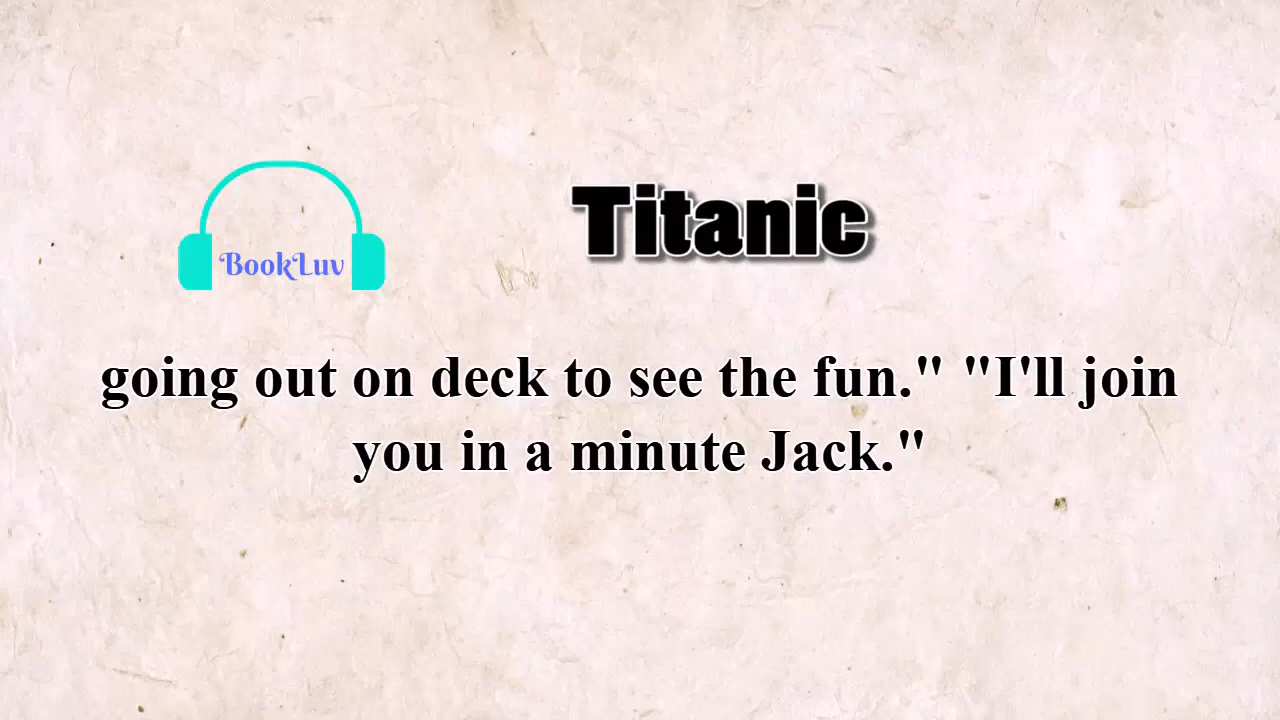 BookLuv
Titanic
going out on deck to see the fun." "I'll join
you in a minute Jack."